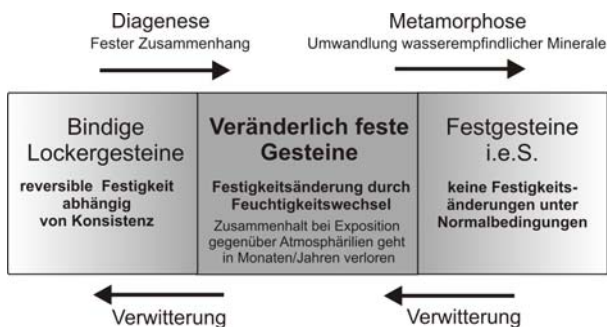 Diagenese
Fester Zusammenhang
Metamorphose
Umwandlung wasserempfindlicher Minerale
Bindige
Lockergesteine
reversible Festigkeit
abhängig
von Konsistenz
Veränderlich feste
Gesteine
Festigkeitsänderung durch
Feuchtigkeitswechsel
Zusammenhalt bei Exposition
gegenüber Atmosphärilien geht
in Monaten/Jahren verloren
Festgesteine
i.e.S.
keine Festigkeits-
änderungen unter
Normalbedingungen
Verwitterung
Verwitterung